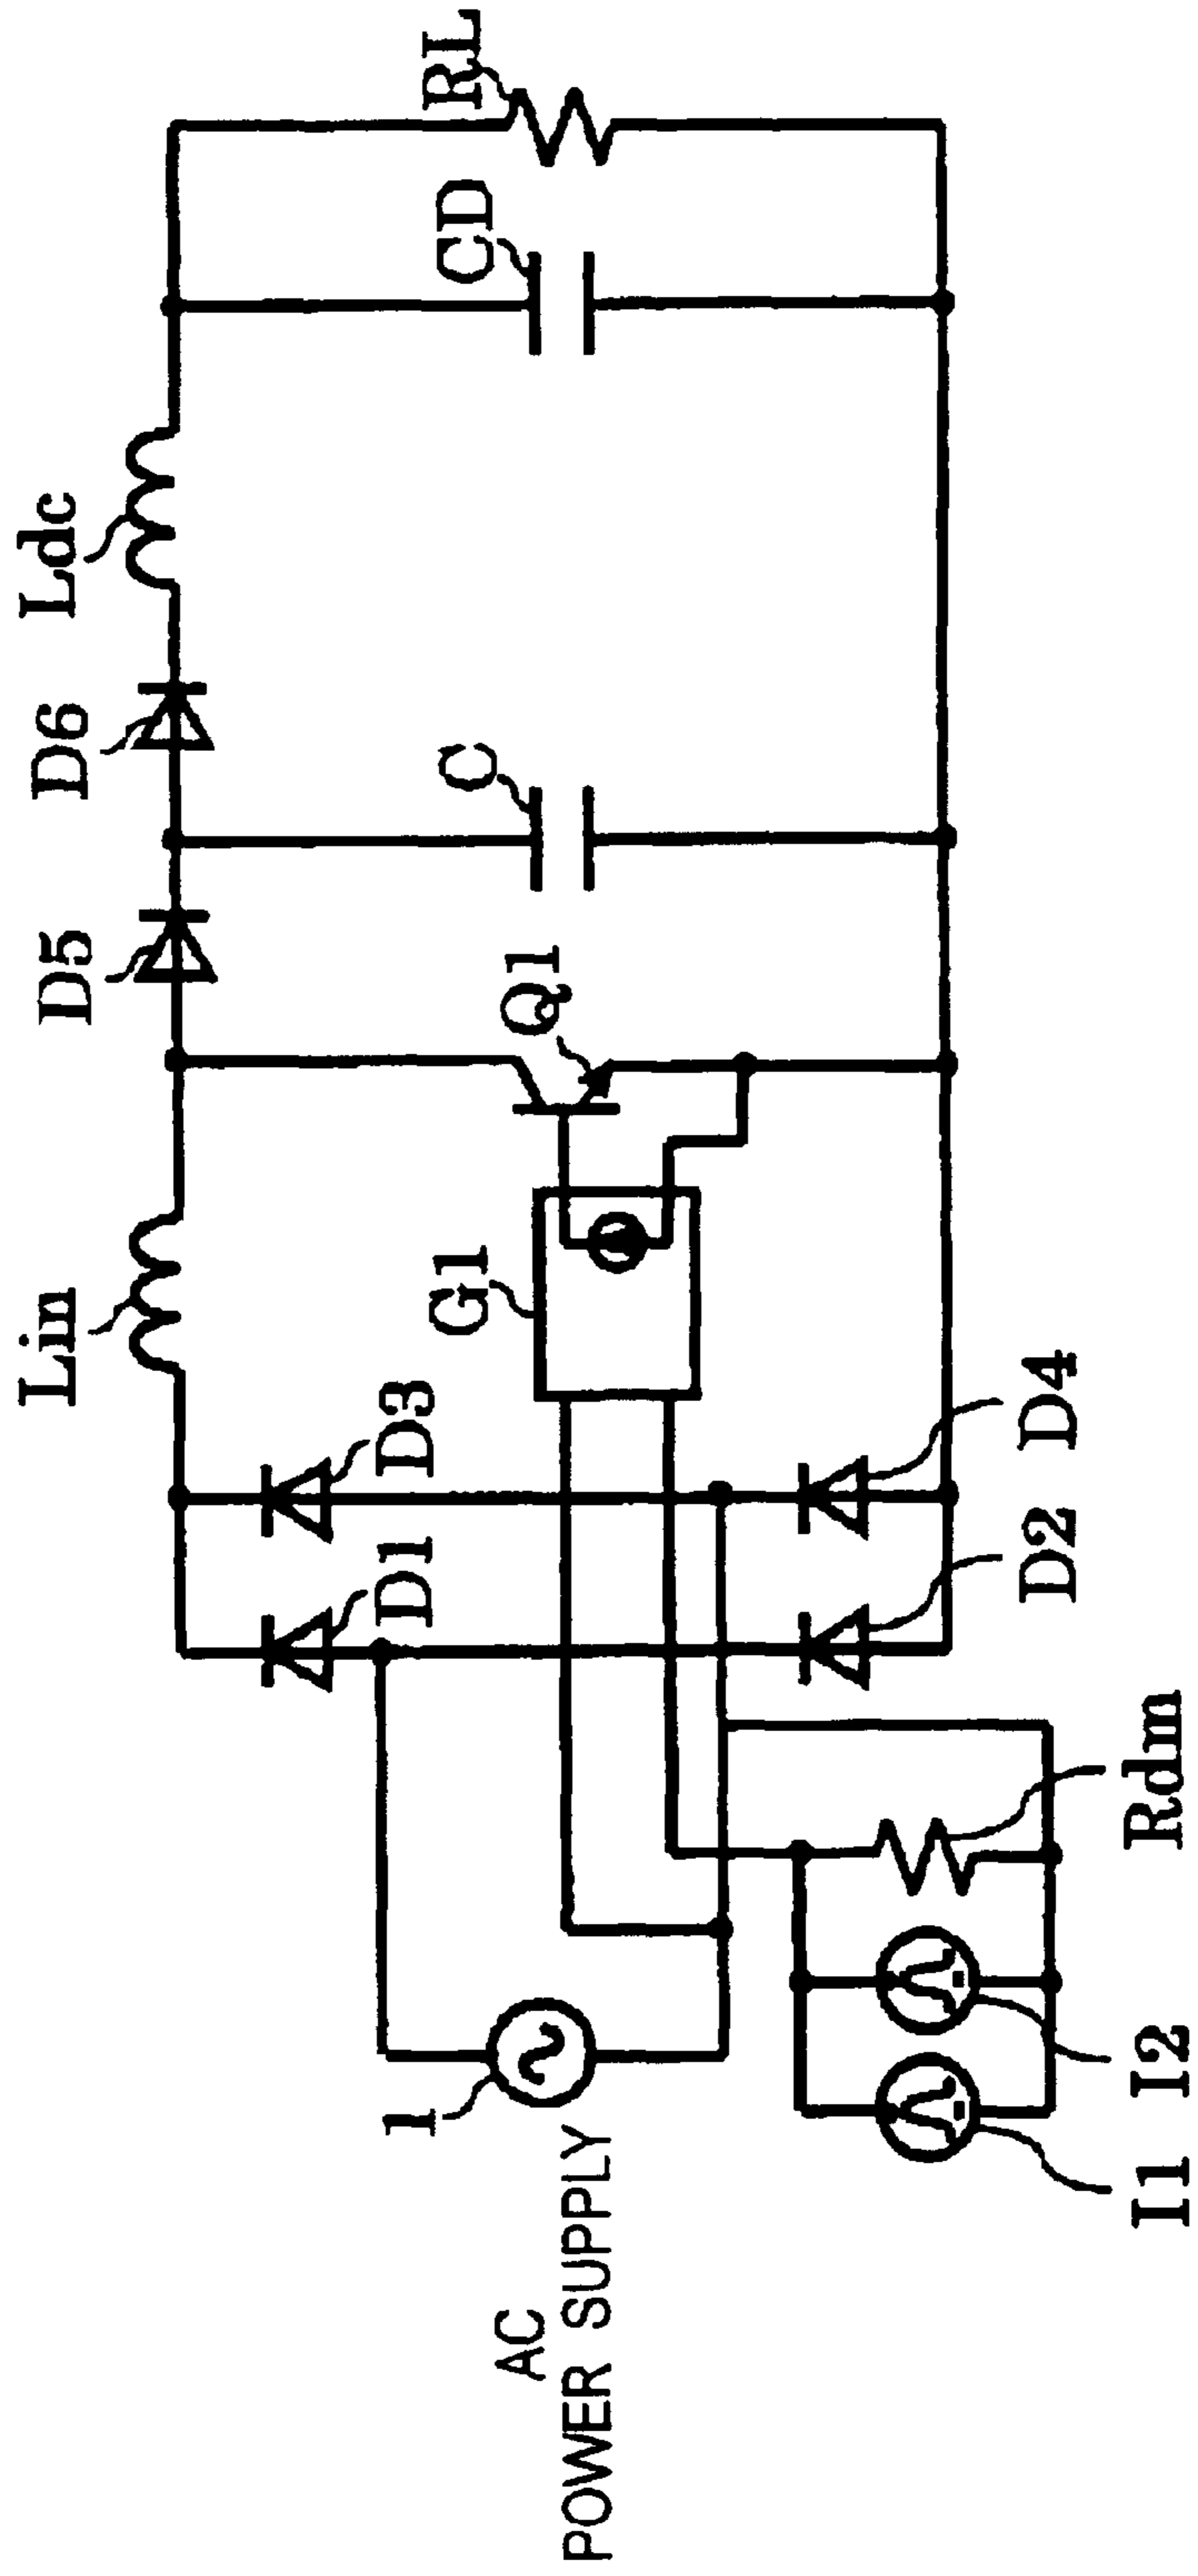 Lin
D5
D6
Ldc
D1
D3
G1
Q1
C
CD
RL
1
AC
POWER SUPPLY
D2
D4
I1
I2
Rdm